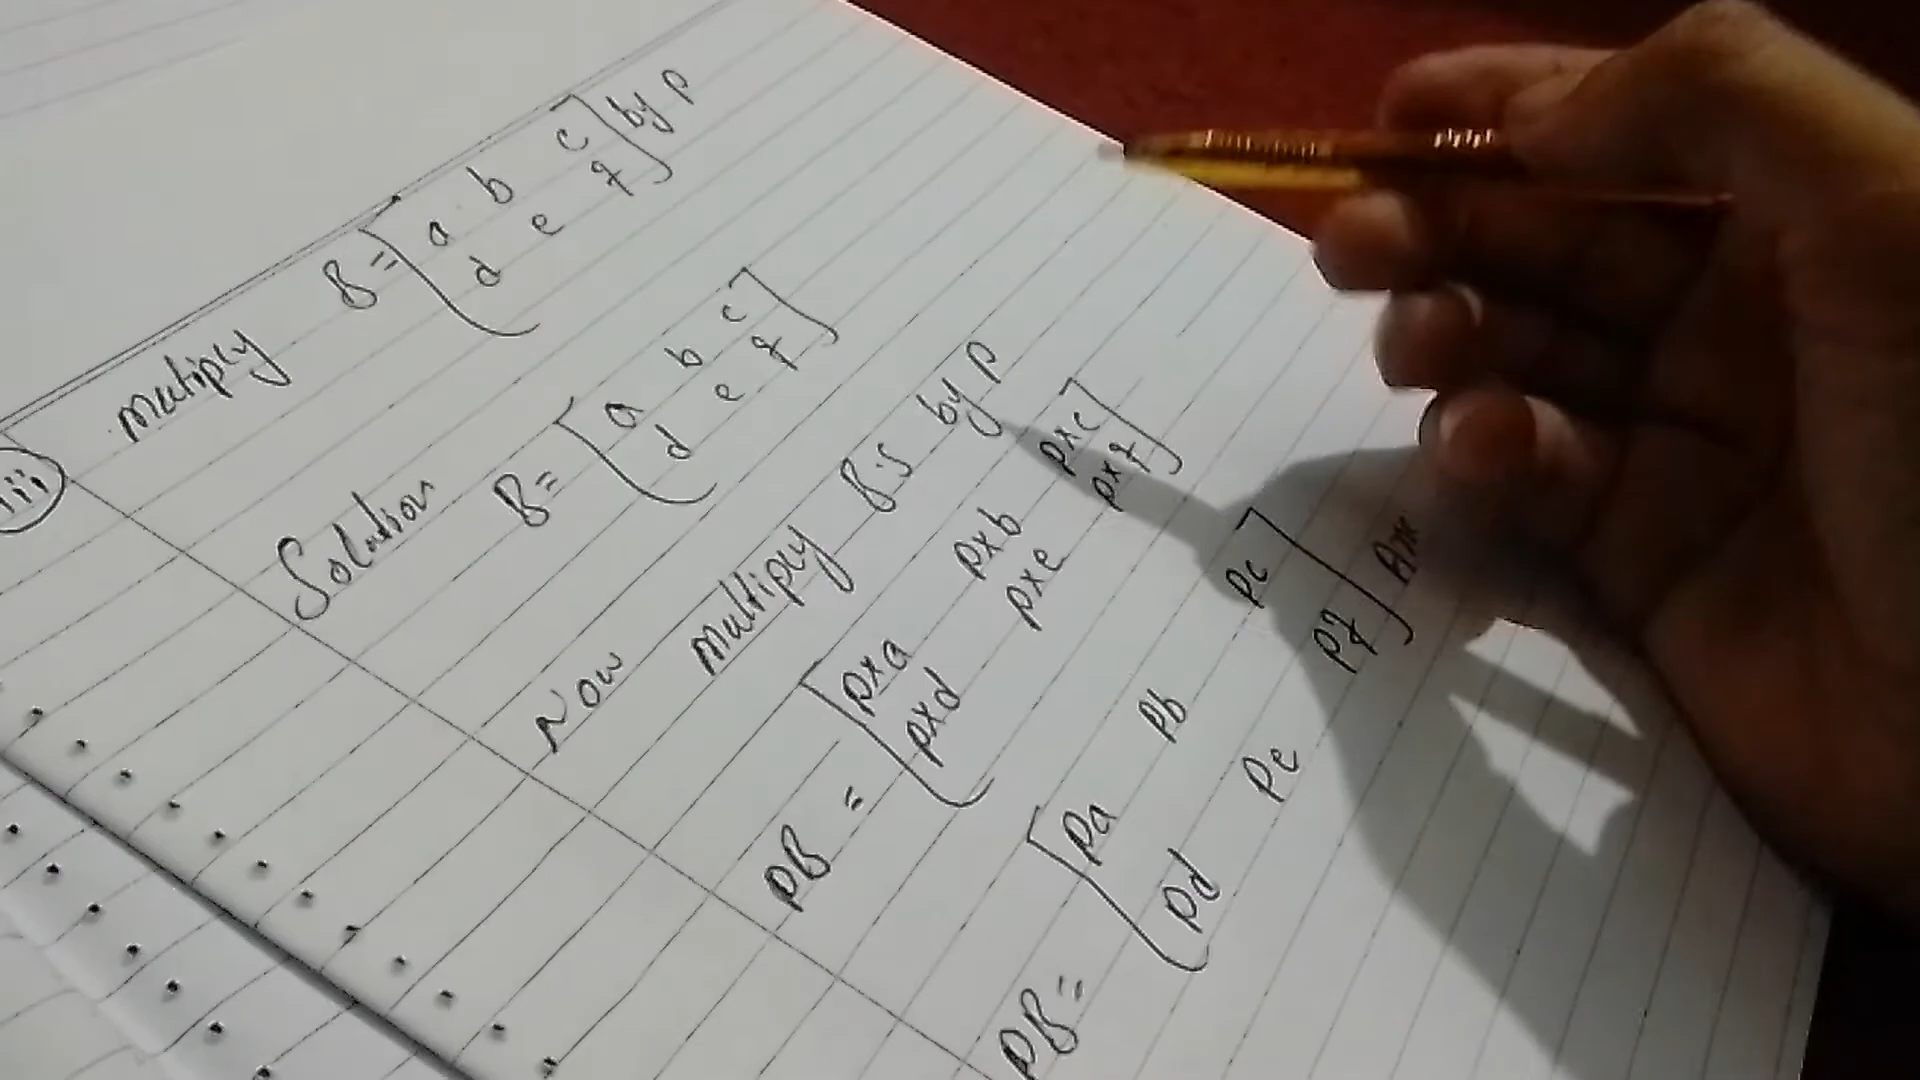 iii Multiply B = [a b c
d e f] by P
Solution
B = [a b c
d e f]
Now multiply B's by P
PB = [P×a P×b P×c
P×d P×e P×f]
PB = [Pa Pb Pc
Pd Pe Pf] Ans